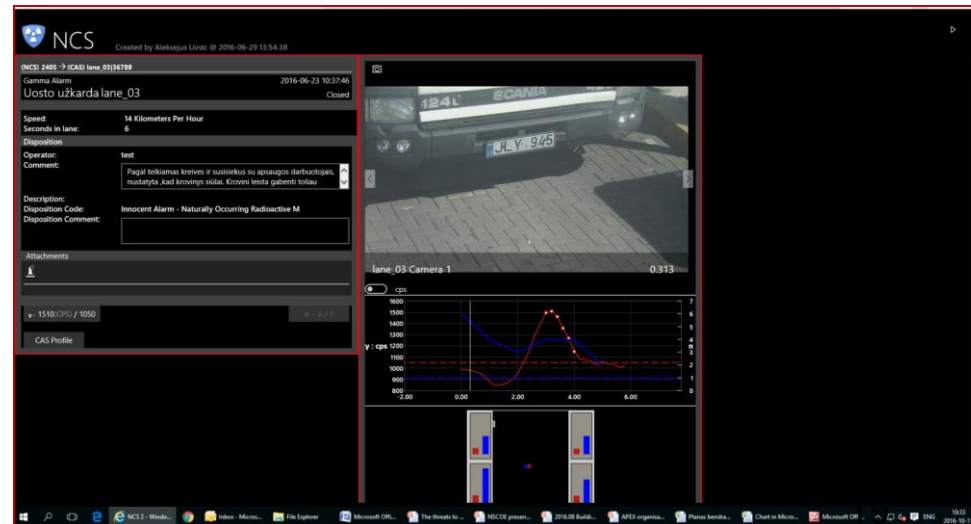 NCS
Created by Aleksejus Livsic @ 2016-06-29 13:54:38
(NCS) 2405 → (CAS) lane_03|36789
Gamma Alarm 2016-06-23 10:37:46
Uosto užkarda lane_03 Closed
Speed: 14 Kilometers Per Hour
Seconds in lane: 6
Disposition
Operator: test
Comment:
Pagal teikiamas kreives ir susisiekus su apsaugos darbuotojais,
nustatyta ,kad krovinys siūlai. Krovini leista gabenti toliau
Description:
Disposition Code: Innocent Alarm - Naturally Occurring Radioactive M
Disposition Comment:
Attachments
γ- 1510(CPS) / 1050
CAS Profile
124L SCANIA
JLY 945
lane_03 Camera 1 0.313
cps
1600
1500
1400
1300
y : cps 1200
1100
1000
900
800
7
6
5
4
n
3
2
1
0
-2.00 0.00 2.00 4.00 6.00
NCS 2 - Windo... Inbox - Micros... File Explorer Microsoft Offi... The threats to ... NSCOE presen... 2016.08 Buildi... APEX organisa... Planas bendra... Chart in Micro... Microsoft Off ENG 10:33